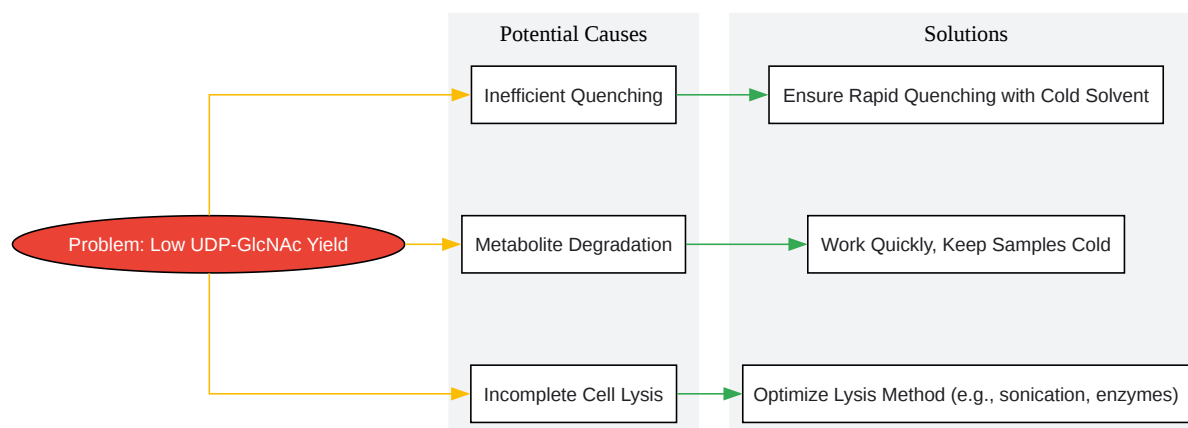 Potential Causes
Solutions
Inefficient Quenching
Ensure Rapid Quenching with Cold Solvent
Problem: Low UDP-GlcNAc Yield
Metabolite Degradation
Work Quickly, Keep Samples Cold
Incomplete Cell Lysis
Optimize Lysis Method (e.g., sonication, enzymes)